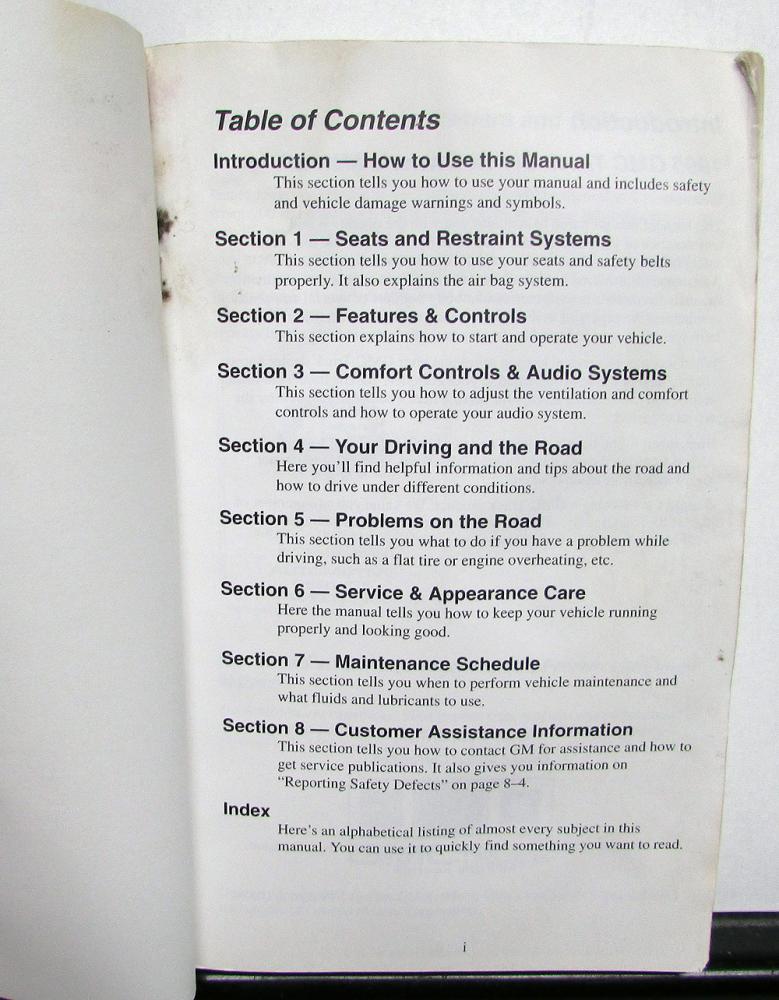 Table of Contents
Introduction — How to Use this Manual
This section tells you how to use your manual and includes safety
and vehicle damage warnings and symbols.
Section 1 — Seats and Restraint Systems
This section tells you how to use your seats and safety belts
properly. It also explains the air bag system.
Section 2 — Features & Controls
This section explains how to start and operate your vehicle.
Section 3 — Comfort Controls & Audio Systems
This section tells you how to adjust the ventilation and comfort
controls and how to operate your audio system.
Section 4 — Your Driving and the Road
Here you’ll find helpful information and tips about the road and
how to drive under different conditions.
Section 5 — Problems on the Road
This section tells you what to do if you have a problem while
driving, such as a flat tire or engine overheating, etc.
Section 6 — Service & Appearance Care
Here the manual tells you how to keep your vehicle running
properly and looking good.
Section 7 — Maintenance Schedule
This section tells you when to perform vehicle maintenance and
what fluids and lubricants to use.
Section 8 — Customer Assistance Information
This section tells you how to contact GM for assistance and how to
get service publications. It also gives you information on
“Reporting Safety Defects” on page 8–4.
Index
Here’s an alphabetical listing of almost every subject in this
manual. You can use it to quickly find something you want to read.
i